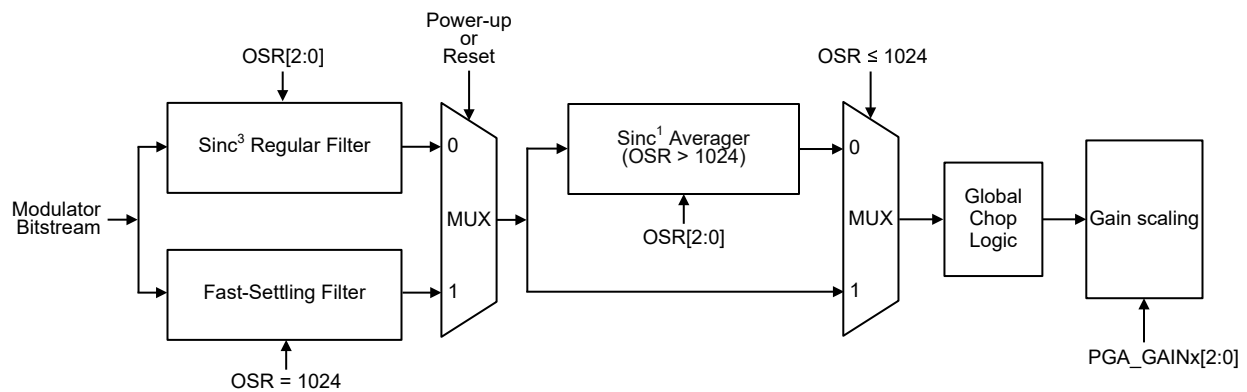 Power-up
or
Reset
OSR[2:0]
OSR ≤ 1024
Sinc³ Regular Filter
0
Sinc¹ Averager
(OSR > 1024)
0
Modulator
Bitstream
MUX
OSR[2:0]
MUX
Global
Chop
Logic
Gain scaling
Fast-Settling Filter
1
1
OSR = 1024
PGA_GAINx[2:0]